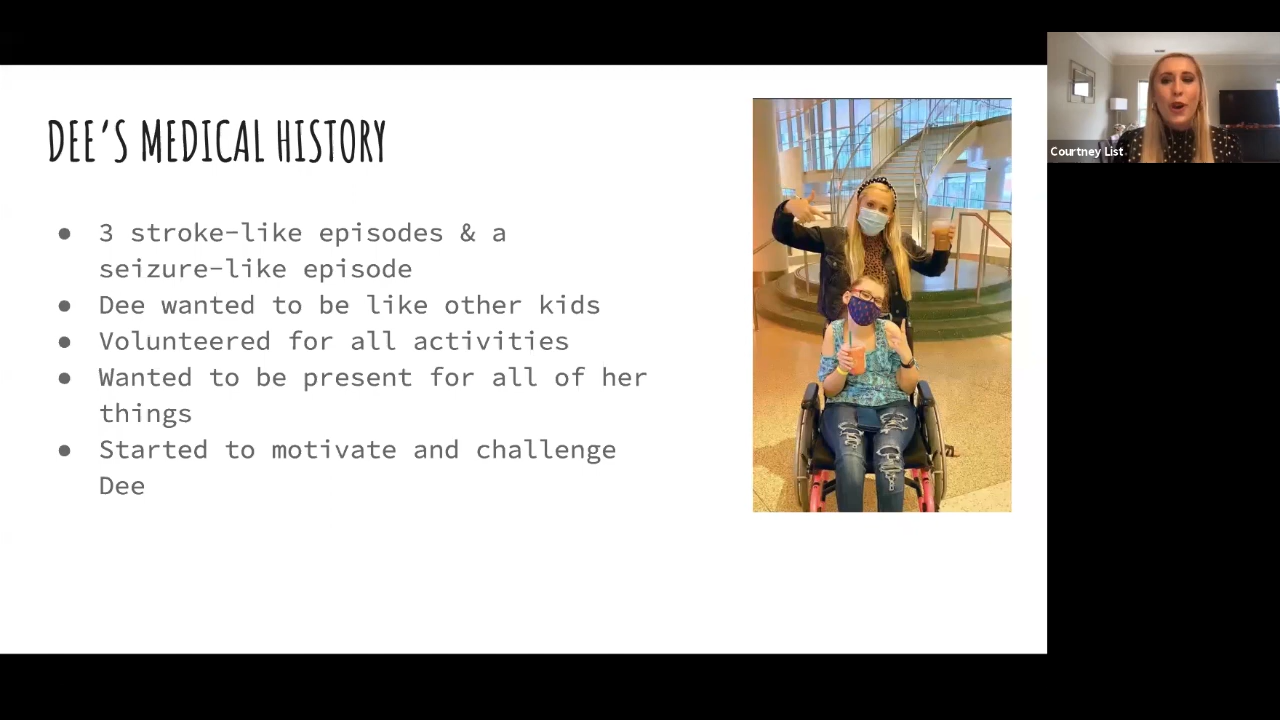 DEE'S MEDICAL HISTORY
● 3 stroke-like episodes & a
seizure-like episode
● Dee wanted to be like other kids
● Volunteered for all activities
● Wanted to be present for all of her
things
● Started to motivate and challenge
Dee
Courtney List